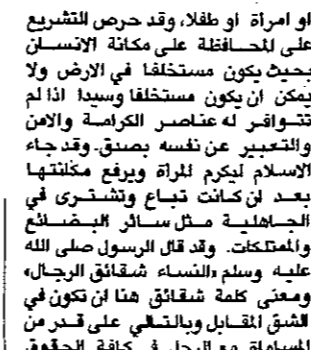 او امراة او طفلا، وقد حرص التشريع
على المحافظة على مكانة الانسان
بحيث يكون مستخلفا في الارض ولا
يمكن ان يكون مستخلفا وسيدا اذا لم
تتوافر له عناصر الكرامة والامن
والتعبير عن نفسه بصدق. وقد جاء
الاسلام ليكرم المراة ويرفع مكانتها
بعد ان كانت تباع وتشترى في
الجاهلية مثل سائر البضائع
والممتلكات. وقد قال الرسول صلى الله
عليه وسلم «النساء شقائق الرجال»
ومعنى كلمة شقائق هنا ان تكون في
الشق المقابل وبالتالي على قدر من
المساواة مع الرجل في كافة الحقوق